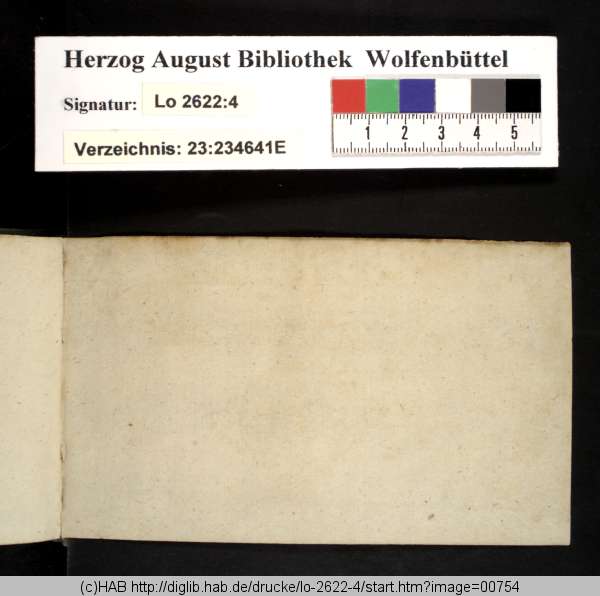 Herzog August Bibliothek Wolfenbüttel
Signatur: Lo 2622:4
Verzeichnis: 23:234641E
1 2 3 4 5
(c)HAB http://diglib.hab.de/drucke/lo-2622-4/start.htm?image=00754